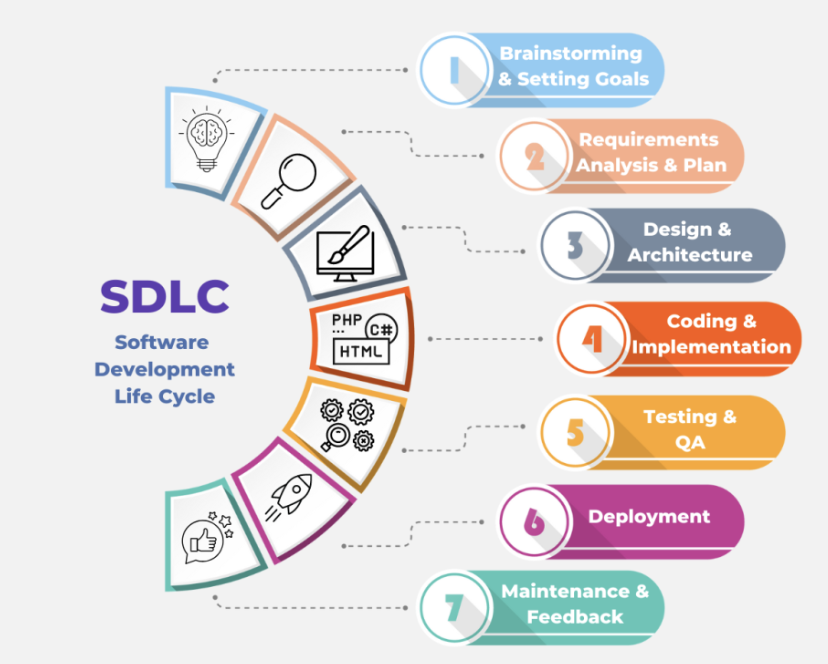 SDLC
Software
Development
Life Cycle
PHP
...
C#
HTML
1
Brainstorming
& Setting Goals
2
Requirements
Analysis & Plan
3
Design &
Architecture
4
Coding &
Implementation
5
Testing &
QA
6
Deployment
7
Maintenance &
Feedback